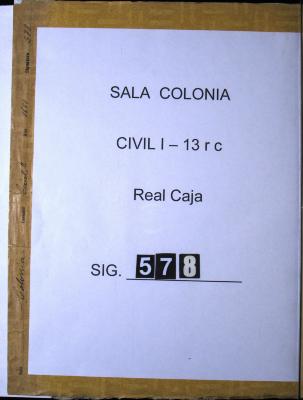 SALA COLONIA
CIVIL I – 13 r c
Real Caja
SIG. 578